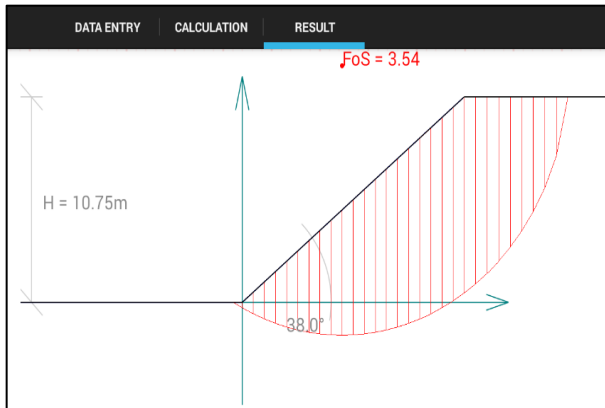 DATA ENTRY CALCULATION RESULT
FoS = 3.54
H = 10.75m
38.0°